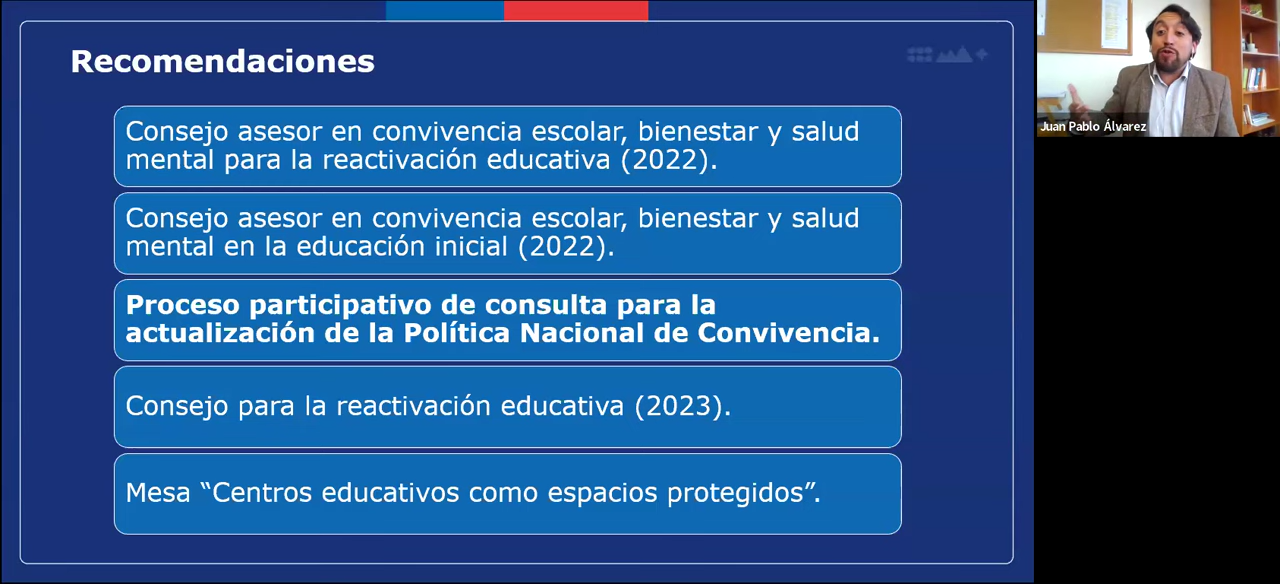 Recomendaciones
Consejo asesor en convivencia escolar, bienestar y salud
mental para la reactivación educativa (2022).
Consejo asesor en convivencia escolar, bienestar y salud
mental en la educación inicial (2022).
Proceso participativo de consulta para la
actualización de la Política Nacional de Convivencia.
Consejo para la reactivación educativa (2023).
Mesa “Centros educativos como espacios protegidos”.
Juan Pablo Álvarez